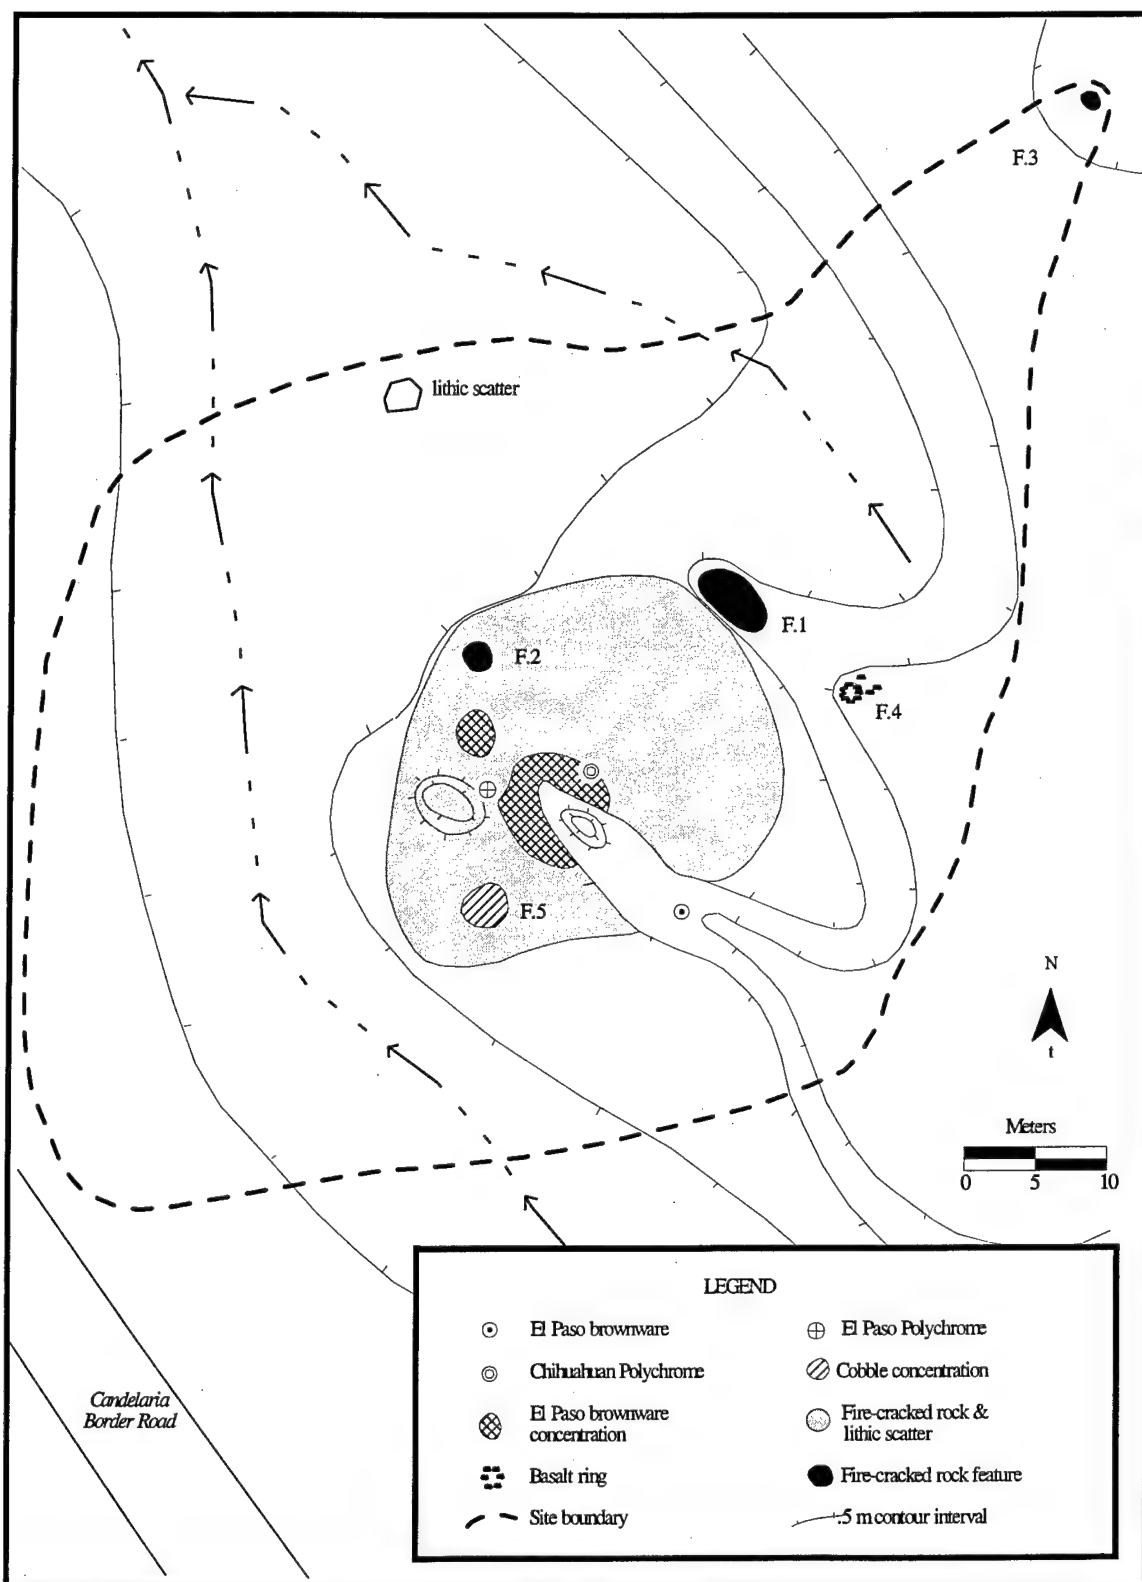 F.3
lithic scatter
F.1
F.2
F.4
F.5
N
t
Meters
0 5 10
LEGEND
El Paso brownware
El Paso Polychrome
Chihuahuan Polychrome
Cobble concentration
El Paso brownware
concentration
Fire-cracked rock &
lithic scatter
Basalt ring
Fire-cracked rock feature
Site boundary
.5 m contour interval
Candelaria
Border Road